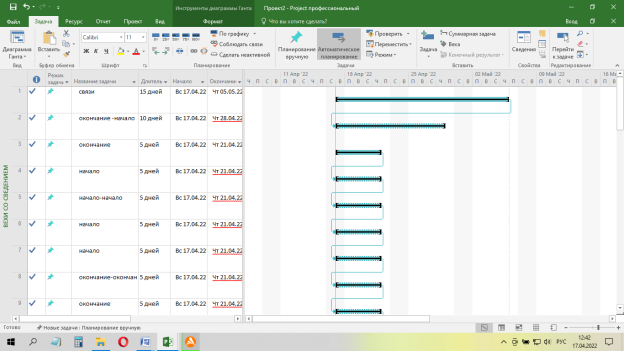 Инструменты диаграммы Ганта
Проект2 - Project профессиональный
Файл Задача Ресурс Отчет Проект Вид Формат Что вы хотите сделать? Вход
Диаграмма Ганта
Вставить
Calibri 11
Ж К Ч
По графику
Соблюдать связи
Сделать неактивной
Планирование вручную
Автоматическое планирование
Проверить
Переместить
Режим
Задача
Суммарная задача
Веха
Конечный результат
Сведения
Перейти к задаче
Вид Буфер обмена Шрифт Планирование Задачи Вставить Свойства Редактирование
Режим задачи Название задачи Длитель Начало Окончание
11 Апр '22 18 Апр '22 25 Апр '22 02 Май '22 09 Май '22 16 Ма
Ч П С В П В С Ч П С В П В С Ч П С В П В С Ч П С В П В С Ч П С В П В С Ч П С В
1 связи 15 дней Вс 17.04.22 Чт 05.05.22
2 окончание -начало 10 дней Вс 17.04.22 Чт 28.04.22
3 окончание 5 дней Вс 17.04.22 Чт 21.04.22
4 начало 5 дней Вс 17.04.22 Чт 21.04.22
5 начало-начало 5 дней Вс 17.04.22 Чт 21.04.22
6 начало 5 дней Вс 17.04.22 Чт 21.04.22
7 начало 5 дней Вс 17.04.22 Чт 21.04.22
8 окончание-окончан 5 дней Вс 17.04.22 Чт 21.04.22
9 окончание 5 дней Вс 17.04.22 Чт 21.04.22
ВЕХИ СО СВЕДЕНИЕМ
Готово Новые задачи : Планирование вручную
РУС
12:42
17.04.2022